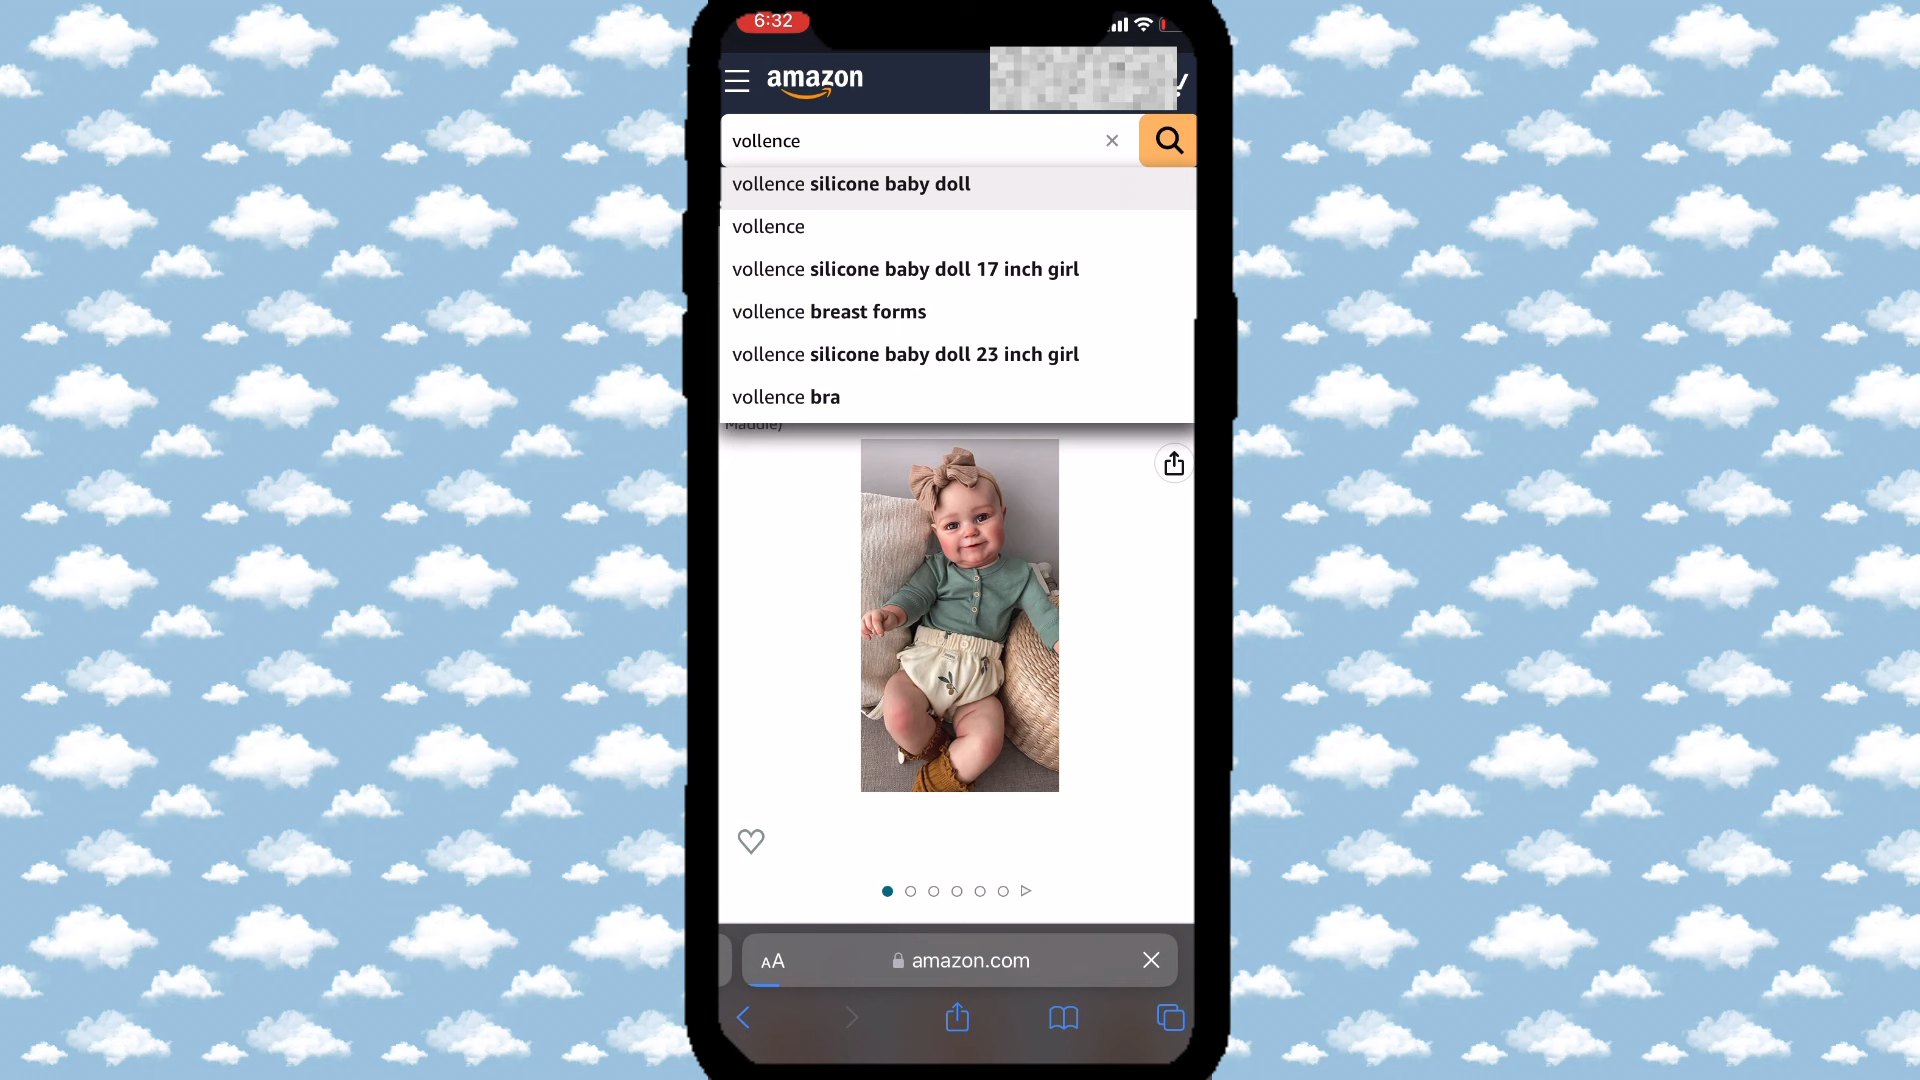 6:32
amazon
vollence
vollence silicone baby doll
vollence
vollence silicone baby doll 17 inch girl
vollence breast forms
vollence silicone baby doll 23 inch girl
vollence bra
Maddie)
AA
amazon.com